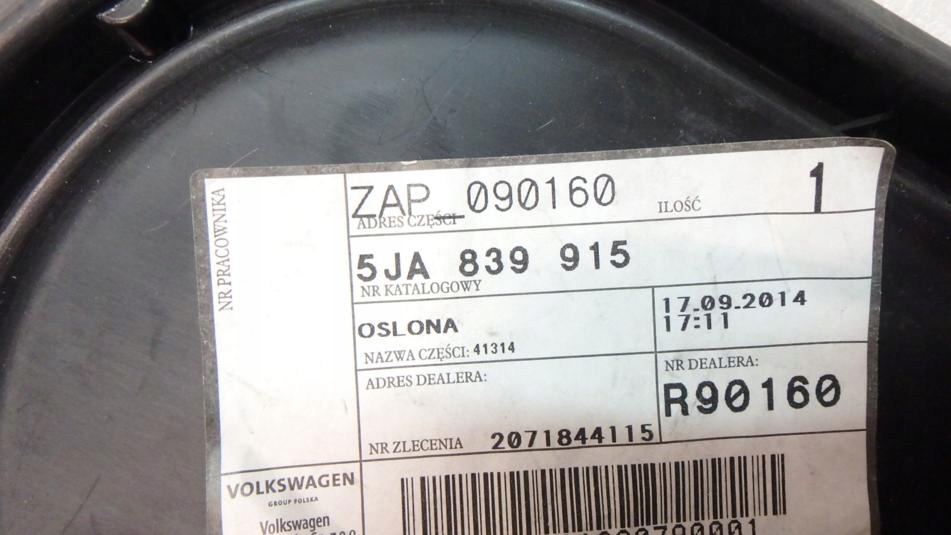 NR PRACOWNIKA
ZAP_090160
ADRES CZĘŚCI
ILOŚĆ
1
5JA 839 915
NR KATALOGOWY
OSLONA
NAZWA CZĘŚCI: 41314
17.09.2014
17:11
ADRES DEALERA:
NR DEALERA:
R90160
NR ZLECENIA 2071844115
VOLKSWAGEN
GROUP POLSKA
Volkswagen